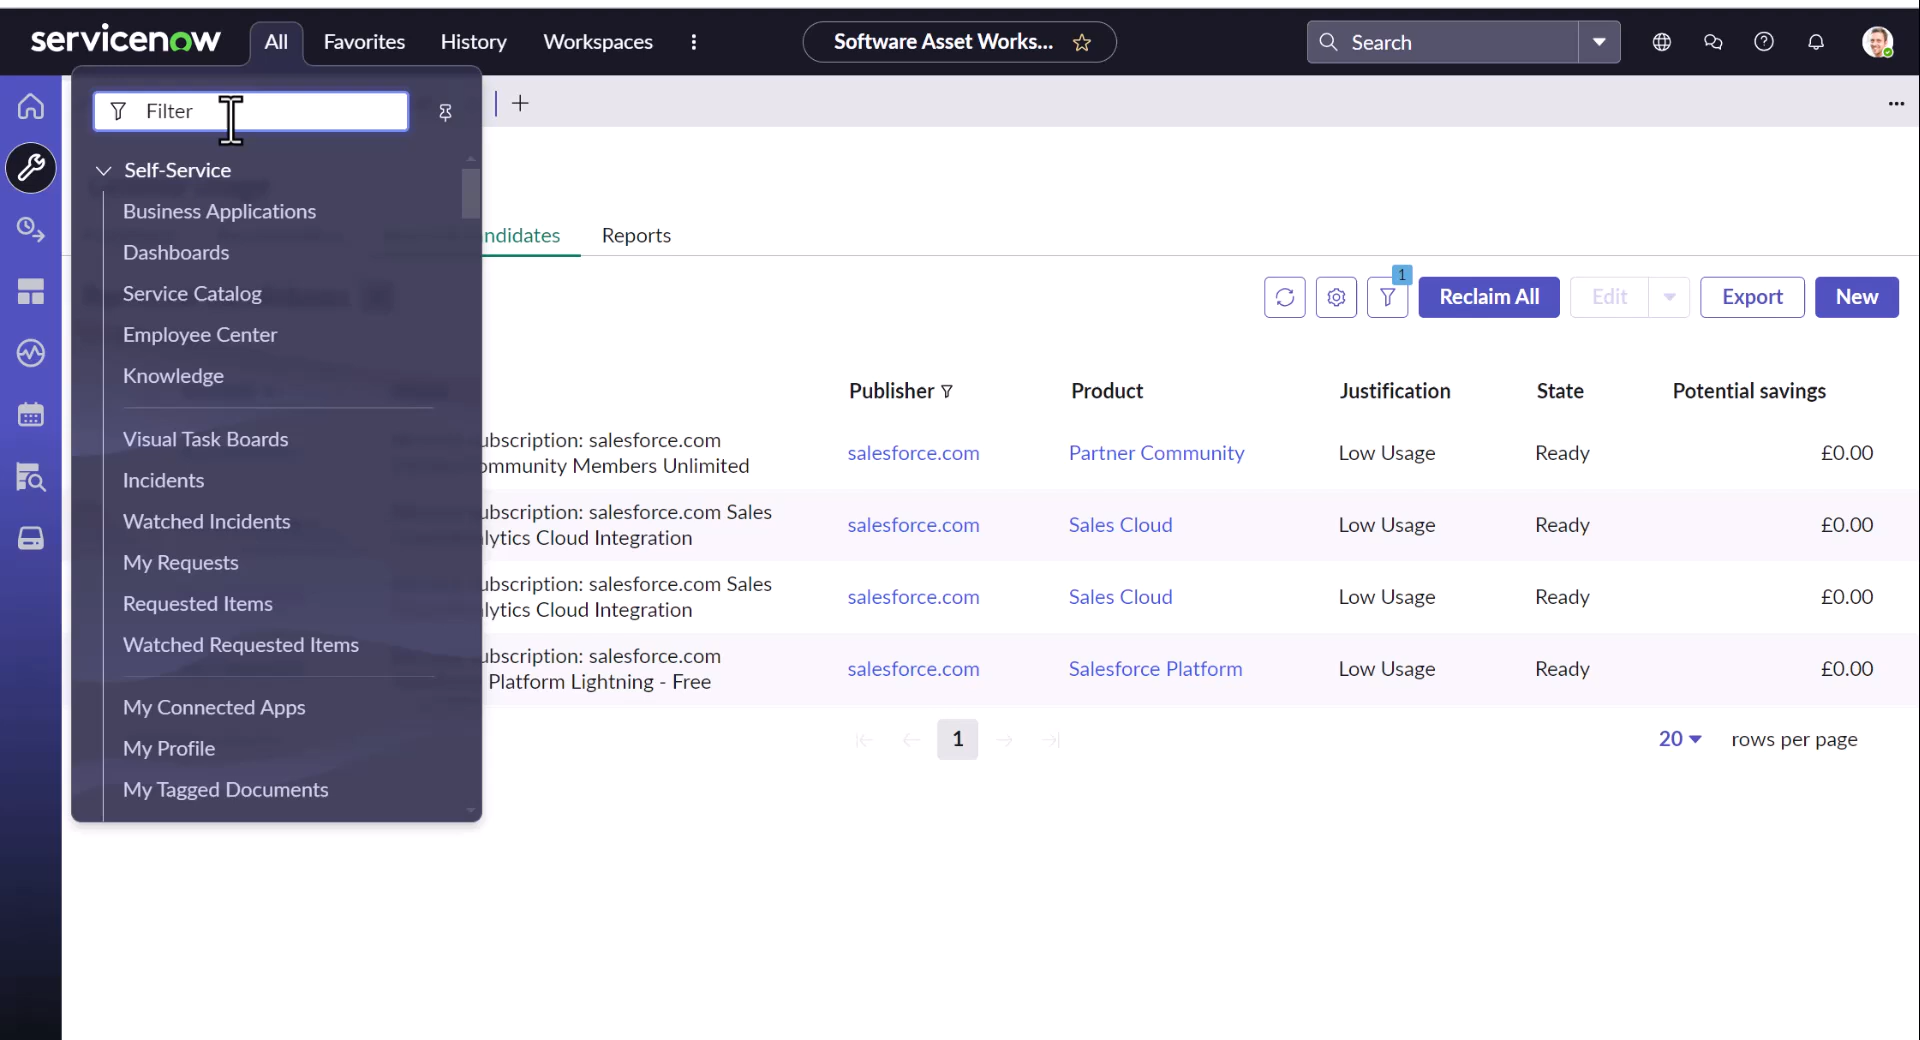 servicenow All Favorites History Workspaces Software Asset Works... Search
Filter
Self-Service
Business Applications
Dashboards
Service Catalog
Employee Center
Knowledge
Visual Task Boards
Incidents
Watched Incidents
My Requests
Requested Items
Watched Requested Items
My Connected Apps
My Profile
My Tagged Documents
ndidates Reports
1
Reclaim All Edit Export New
Publisher Product Justification State Potential savings
ubscription: salesforce.com
ommunity Members Unlimited
salesforce.com Partner Community Low Usage Ready £0.00
ubscription: salesforce.com Sales
lytics Cloud Integration
salesforce.com Sales Cloud Low Usage Ready £0.00
ubscription: salesforce.com Sales
lytics Cloud Integration
salesforce.com Sales Cloud Low Usage Ready £0.00
ubscription: salesforce.com
Platform Lightning - Free
salesforce.com Salesforce Platform Low Usage Ready £0.00
1 20 rows per page